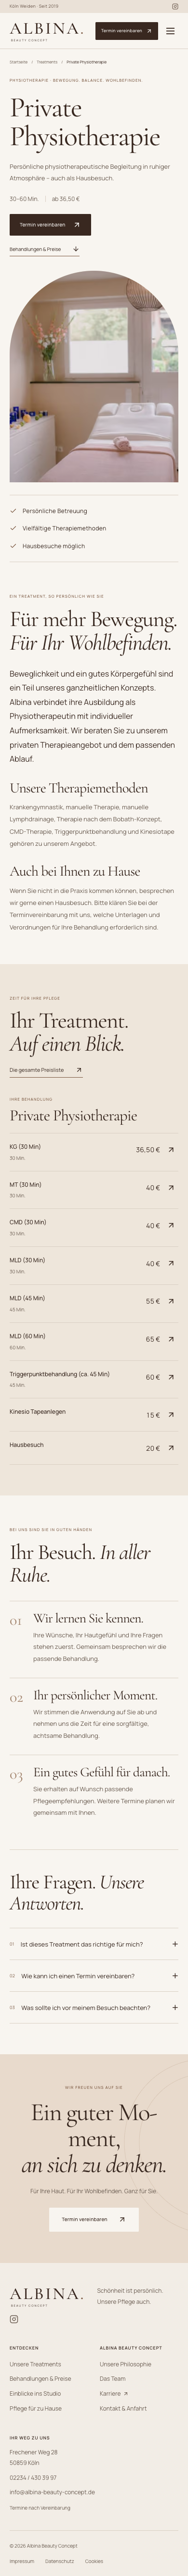 Köln Weiden · Seit 2019
ALBINA.
BEAUTY CONCEPT
Termin vereinbaren
Startseite / Treatments / Private Physiotherapie
PHYSIOTHERAPIE · BEWEGUNG. BALANCE. WOHLBEFINDEN.
Private
Physiotherapie
Persönliche physiotherapeutische Begleitung in ruhiger
Atmosphäre – auch als Hausbesuch.
30–60 Min. ab 36,50 €
Termin vereinbaren
Behandlungen & Preise
Persönliche Betreuung
Vielfältige Therapiemethoden
Hausbesuche möglich
EIN TREATMENT, SO PERSÖNLICH WIE SIE
Für mehr Bewegung.
Für Ihr Wohlbefinden.
Beweglichkeit und ein gutes Körpergefühl sind
ein Teil unseres ganzheitlichen Konzepts.
Albina verbindet ihre Ausbildung als
Physiotherapeutin mit individueller
Aufmerksamkeit. Wir beraten Sie zu unserem
privaten Therapieangebot und dem passenden
Ablauf.
Unsere Therapiemethoden
Krankengymnastik, manuelle Therapie, manuelle
Lymphdrainage, Therapie nach dem Bobath-Konzept,
CMD-Therapie, Triggerpunktbehandlung und Kinesiotape
gehören zu unserem Angebot.
Auch bei Ihnen zu Hause
Wenn Sie nicht in die Praxis kommen können, besprechen
wir gerne einen Hausbesuch. Bitte klären Sie bei der
Terminvereinbarung mit uns, welche Unterlagen und
Verordnungen für Ihre Behandlung erforderlich sind.
ZEIT FÜR IHRE PFLEGE
Ihr Treatment.
Auf einen Blick.
Die gesamte Preisliste
IHRE BEHANDLUNG
Private Physiotherapie
KG (30 Min) 36,50 €
30 Min.
MT (30 Min) 40 €
30 Min.
CMD (30 Min) 40 €
30 Min.
MLD (30 Min) 40 €
30 Min.
MLD (45 Min) 55 €
45 Min.
MLD (60 Min) 65 €
60 Min.
Triggerpunktbehandlung (ca. 45 Min) 60 €
45 Min.
Kinesio Tapeanlegen 15 €
Hausbesuch 20 €
BEI UNS SIND SIE IN GUTEN HÄNDEN
Ihr Besuch. In aller
Ruhe.
01 Wir lernen Sie kennen.
Ihre Wünsche, Ihr Hautgefühl und Ihre Fragen
stehen zuerst. Gemeinsam besprechen wir die
passende Behandlung.
02 Ihr persönlicher Moment.
Wir stimmen die Anwendung auf Sie ab und
nehmen uns die Zeit für eine sorgfältige,
achtsame Behandlung.
03 Ein gutes Gefühl für danach.
Sie erhalten auf Wunsch passende
Pflegeempfehlungen. Weitere Termine planen wir
gemeinsam mit Ihnen.
Ihre Fragen. Unsere
Antworten.
01 Ist dieses Treatment das richtige für mich?
02 Wie kann ich einen Termin vereinbaren?
03 Was sollte ich vor meinem Besuch beachten?
WIR FREUEN UNS AUF SIE
Ein guter Mo-
ment,
an sich zu denken.
Für Ihre Haut. Für Ihr Wohlbefinden. Ganz für Sie.
Termin vereinbaren
ALBINA.
BEAUTY CONCEPT
Schönheit ist persönlich.
Unsere Pflege auch.
ENTDECKEN
Unsere Treatments
Behandlungen & Preise
Einblicke ins Studio
Pflege für zu Hause
ALBINA BEAUTY CONCEPT
Unsere Philosophie
Das Team
Karriere
Kontakt & Anfahrt
IHR WEG ZU UNS
Frechener Weg 28
50859 Köln
02234 / 430 39 97
info@albina-beauty-concept.de
Termine nach Vereinbarung
© 2026 Albina Beauty Concept
Impressum Datenschutz Cookies